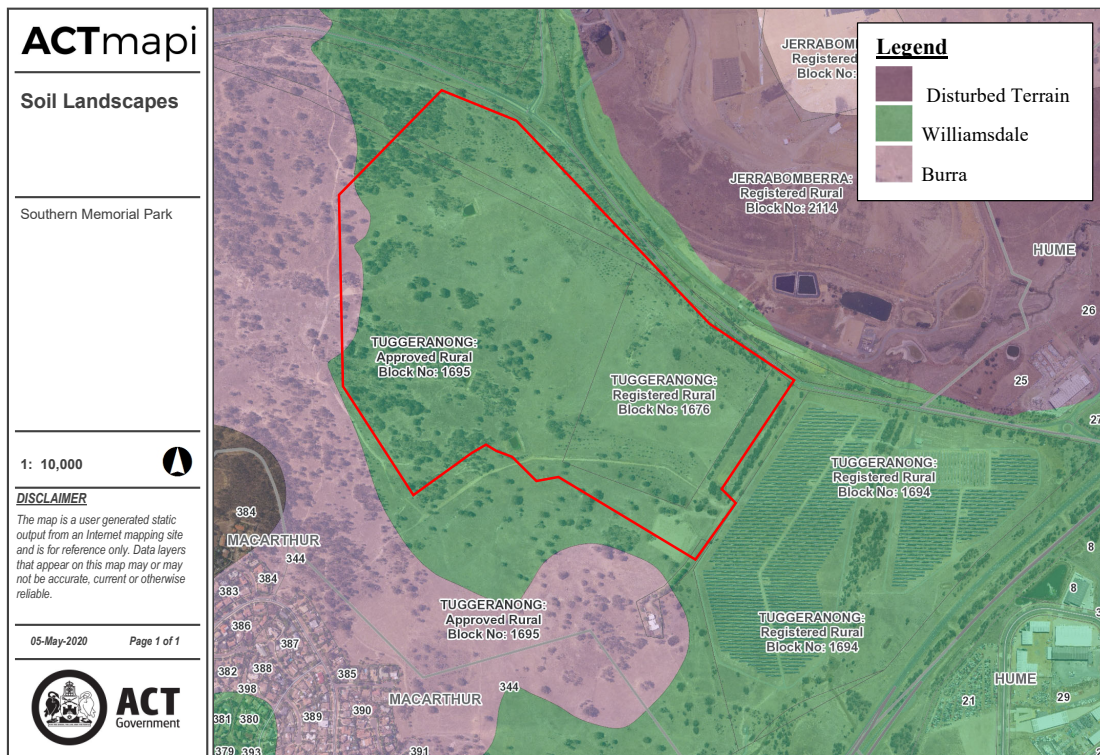 ACTmapi
Soil Landscapes
Southern Memorial Park
1: 10,000
DISCLAIMER
The map is a user generated static
output from an Internet mapping site
and is for reference only. Data layers
that appear on this map may or may
not be accurate, current or otherwise
reliable.
05-May-2020 Page 1 of 1
ACT
Government
Legend
Disturbed Terrain
Williamsdale
Burra
Registered
Block No:
JERRABOMBERRA:
Registered Rural
Block No: 2114
HUME
26
25
27
TUGGERANONG:
Approved Rural
Block No: 1695
TUGGERANONG:
Registered Rural
Block No: 1676
TUGGERANONG:
Registered Rural
Block No: 1694
384
MACARTHUR
344
384
383
386
387
382
388
385
398
381
380
389
390
379
393
391
TUGGERANONG:
Approved Rural
Block No: 1695
MACARTHUR
344
TUGGERANONG:
Registered Rural
Block No: 1694
8
8
HUME
21
29